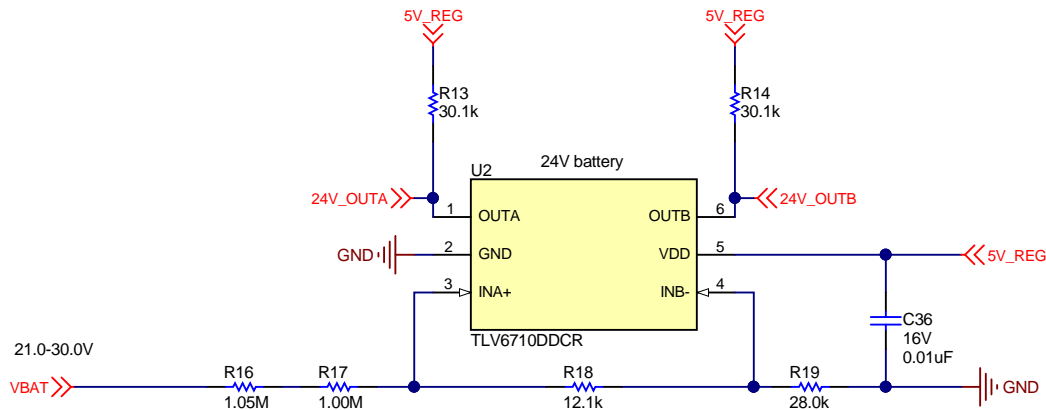 5V_REG
5V_REG
R13
30.1k
R14
30.1k
24V battery
U2
24V_OUTA
24V_OUTB
1
OUTA
OUTB
6
GND
2
GND
VDD
5
5V_REG
3
INA+
INB-
4
TLV6710DDCR
C36
16V
0.01uF
21.0-30.0V
VBAT
R16
1.05M
R17
1.00M
R18
12.1k
R19
28.0k
GND